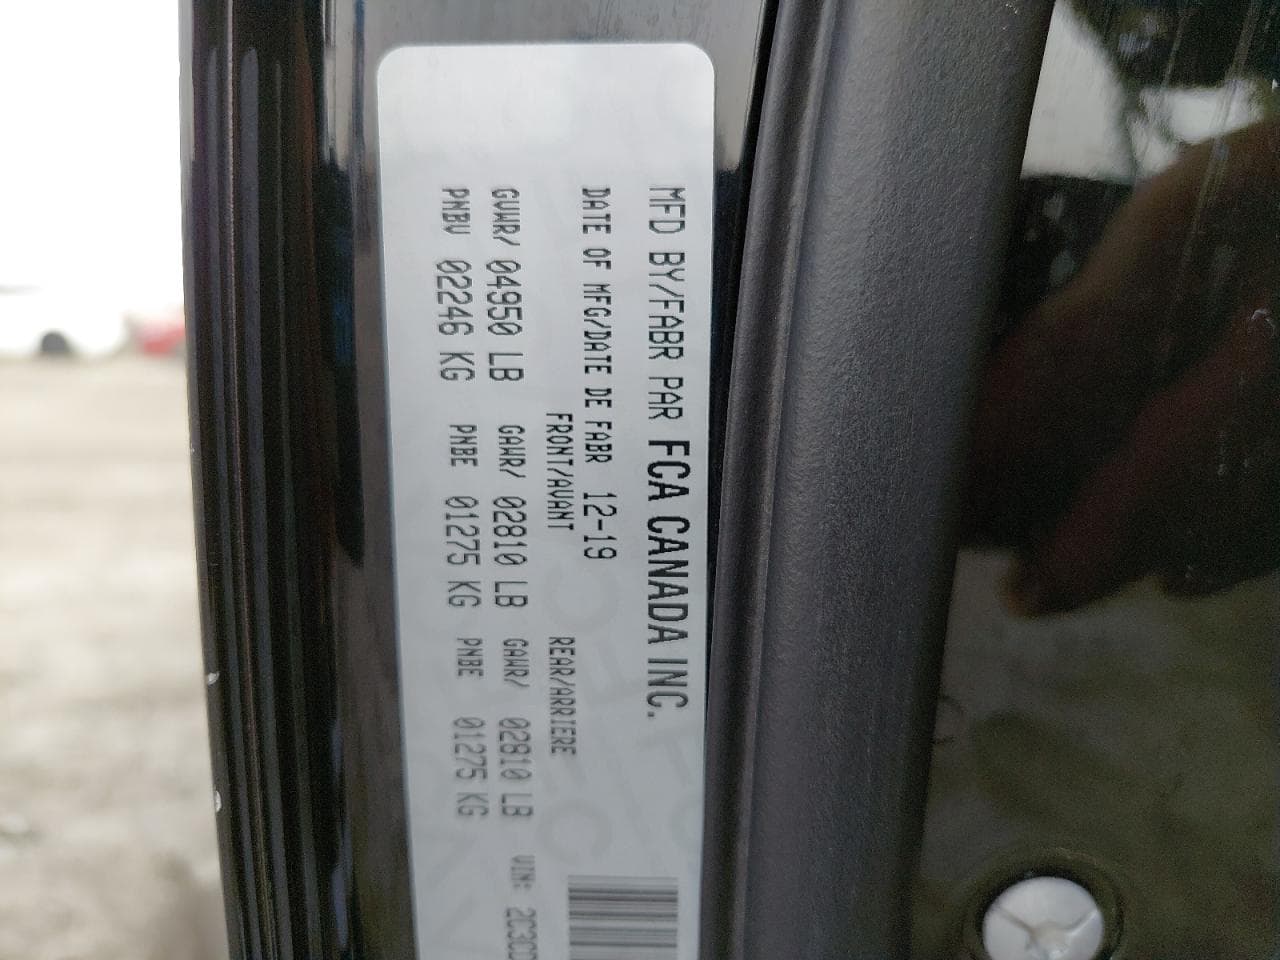 MFD BY/FABR PAR FCA CANADA INC.
DATE OF MFG/DATE DE FABR 12-19
FRONT/AVANT REAR/ARRIERE
GVWR/ 04950 LB GAWR/ 02810 LB GAWR/ 02810 LB VIN: 2C3CD
PNBV 02246 KG PNBE 01275 KG PNBE 01275 KG